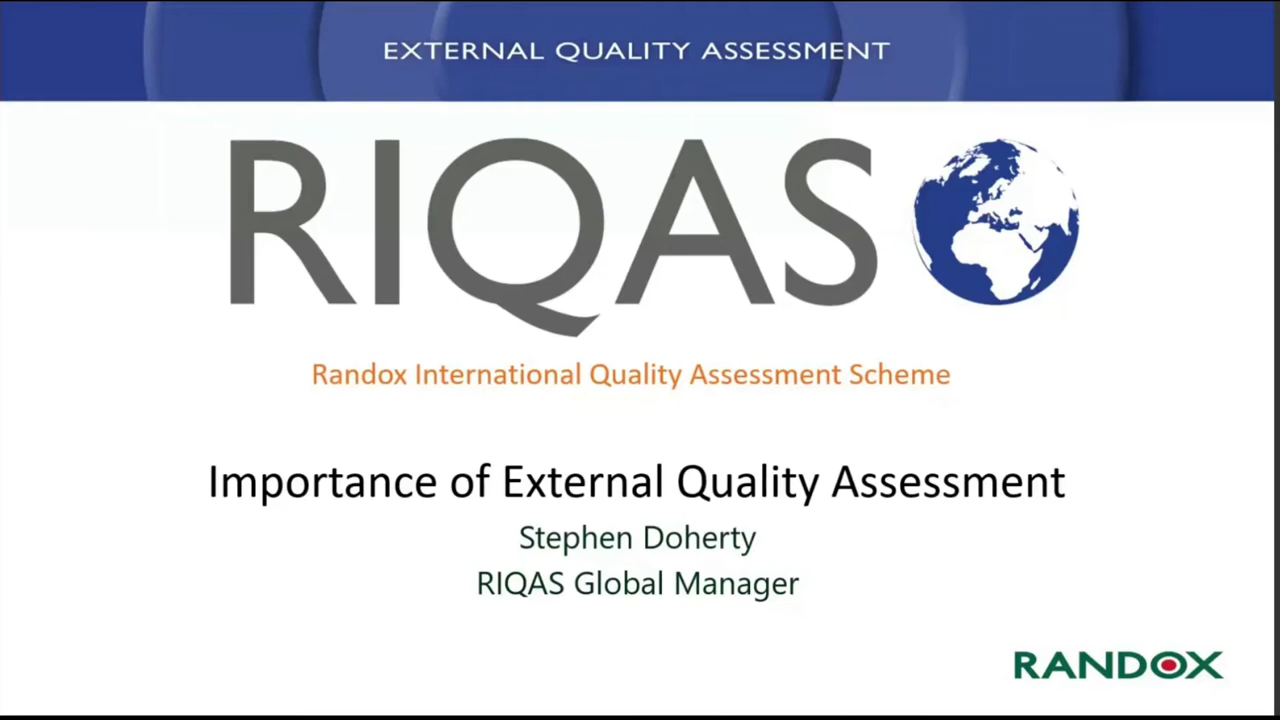 EXTERNAL QUALITY ASSESSMENT
RIQAS
Randox International Quality Assessment Scheme
Importance of External Quality Assessment
Stephen Doherty
RIQAS Global Manager
RANDOX